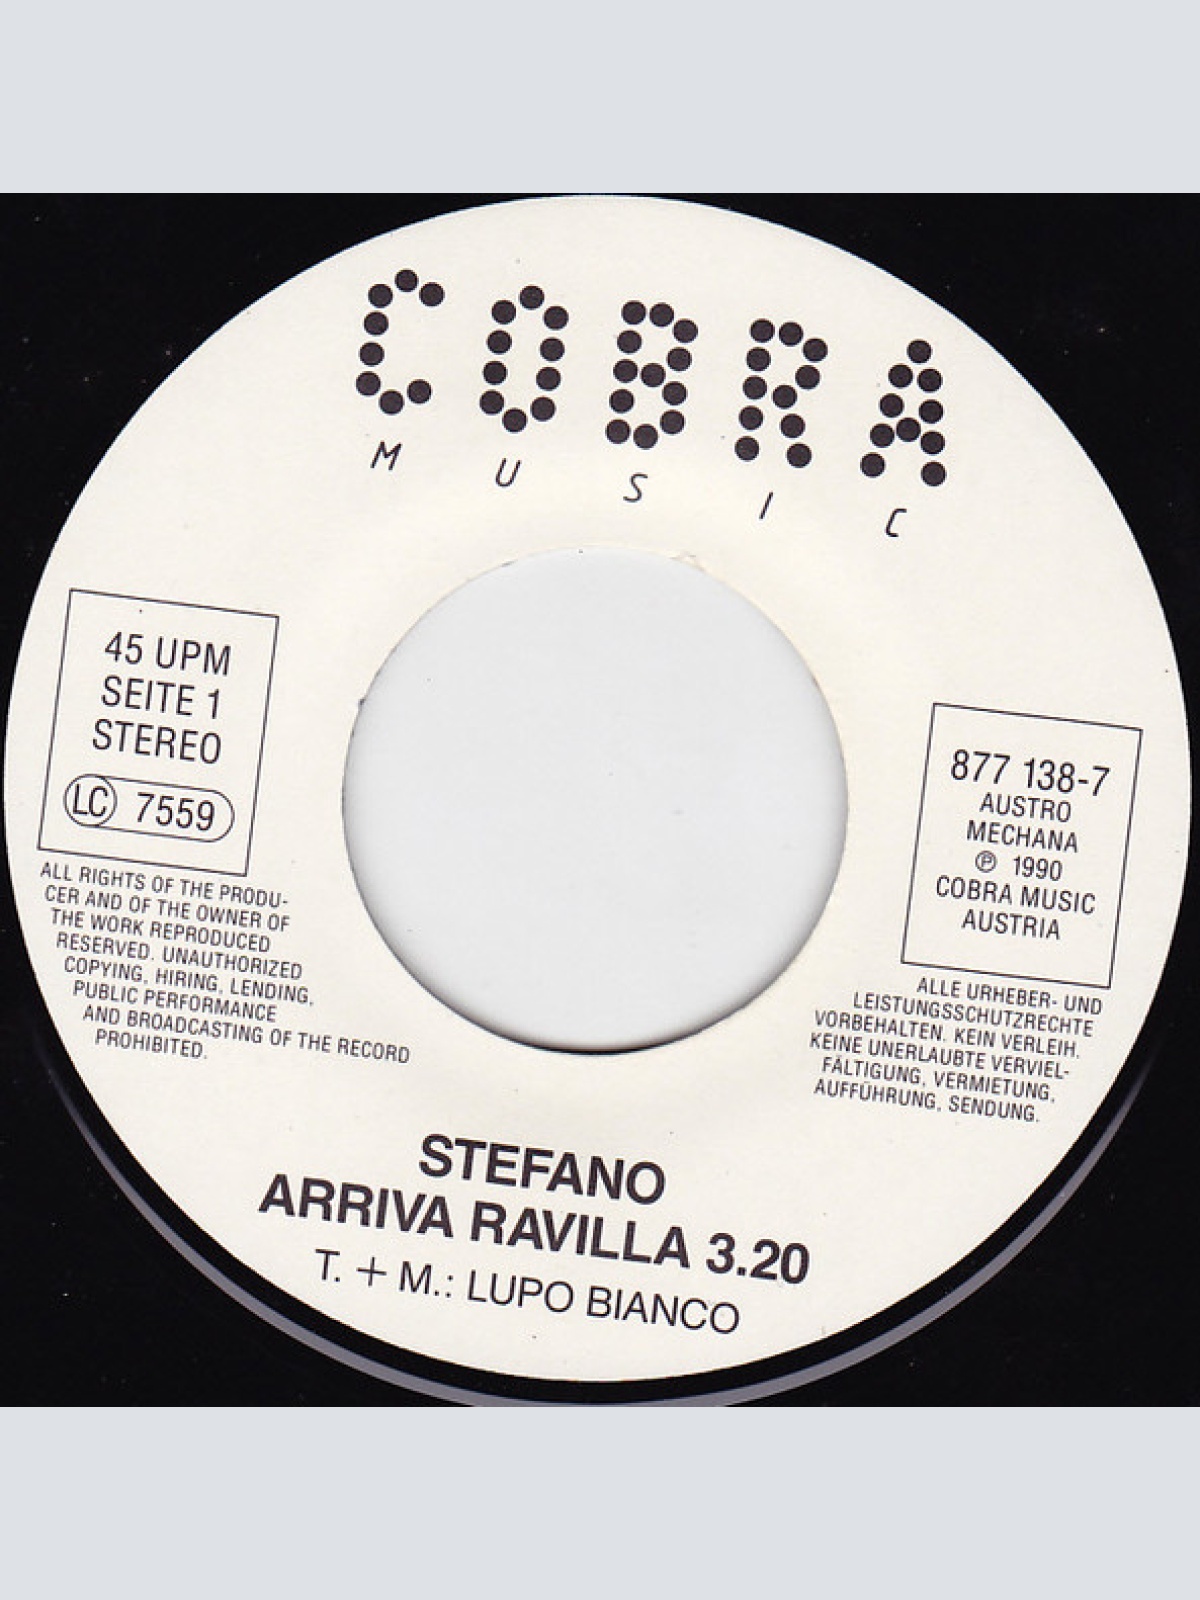 COBRA
MUSIC
45 UPM
SEITE 1
STEREO
LC 7559
ALL RIGHTS OF THE PRODU-
CER AND OF THE OWNER OF
THE WORK REPRODUCED
RESERVED. UNAUTHORIZED
COPYING, HIRING, LENDING,
PUBLIC PERFORMANCE
AND BROADCASTING OF THE RECORD
PROHIBITED.
877 138-7
AUSTRO
MECHANA
℗ 1990
COBRA MUSIC
AUSTRIA
ALLE URHEBER- UND
LEISTUNGSSCHUTZRECHTE
VORBEHALTEN. KEIN VERLEIH.
KEINE UNERLAUBTE VERVIEL-
FÄLTIGUNG, VERMIETUNG,
AUFFÜHRUNG, SENDUNG.
STEFANO
ARRIVA RAVILLA 3.20
T. + M.: LUPO BIANCO